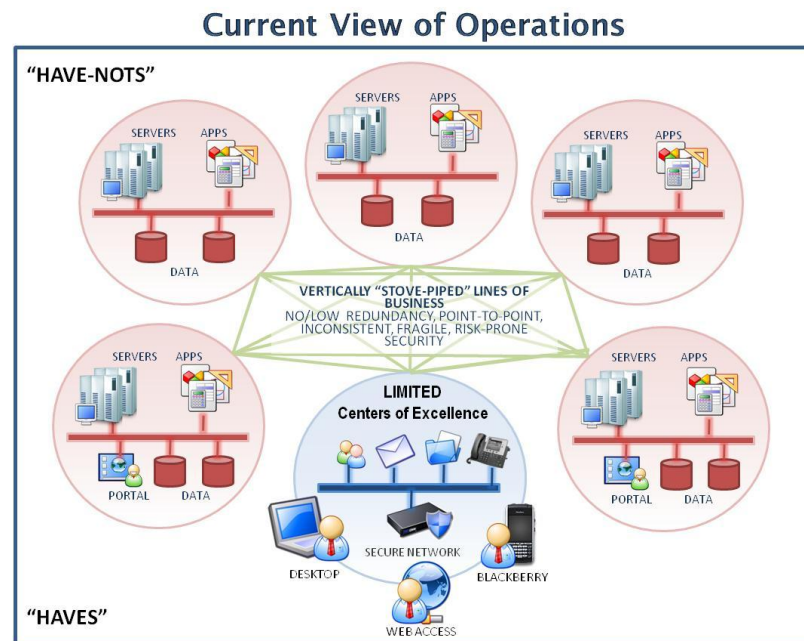 Current View of Operations
“HAVE-NOTS”
SERVERS APPS
DATA
SERVERS APPS
DATA
SERVERS APPS
DATA
VERTICALLY “STOVE-PIPED” LINES OF
BUSINESS
NO/LOW REDUNDANCY, POINT-TO-POINT,
INCONSISTENT, FRAGILE, RISK-PRONE
SECURITY
SERVERS APPS
PORTAL DATA
LIMITED
Centers of Excellence
SECURE NETWORK
DESKTOP
BLACKBERRY
WEB ACCESS
SERVERS APPS
PORTAL DATA
“HAVES”